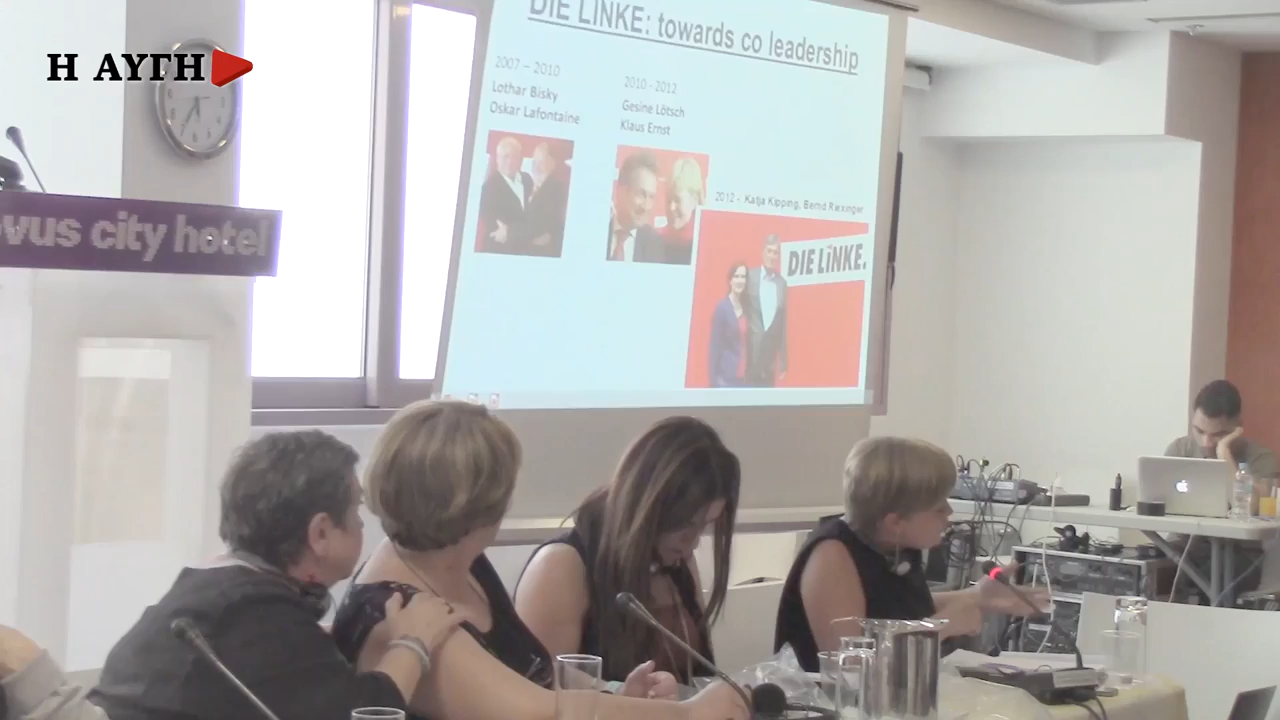 Η ΑΥΓΗ
vus city hotel
DIE LINKE: towards co leadership
2007 – 2010
Lothar Bisky
Oskar Lafontaine
2010 - 2012
Gesine Lötsch
Klaus Ernst
2012 - Katja Kipping, Bernd Riexinger
DIE LINKE.